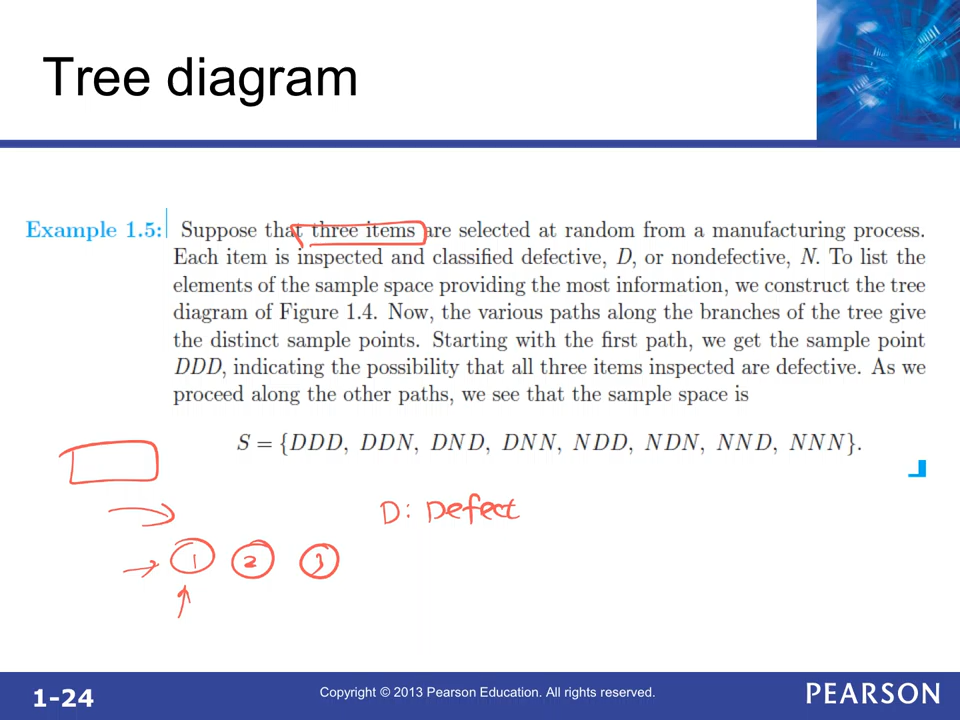 Tree diagram
Example 1.5: Suppose that three items are selected at random from a manufacturing process.
Each item is inspected and classified defective, D, or nondefective, N. To list the
elements of the sample space providing the most information, we construct the tree
diagram of Figure 1.4. Now, the various paths along the branches of the tree give
the distinct sample points. Starting with the first path, we get the sample point
DDD, indicating the possibility that all three items inspected are defective. As we
proceed along the other paths, we see that the sample space is
S = {DDD, DDN, DND, DNN, NDD, NDN, NND, NNN}.
D: Defect
1 2 3
1-24
Copyright © 2013 Pearson Education. All rights reserved.
PEARSON